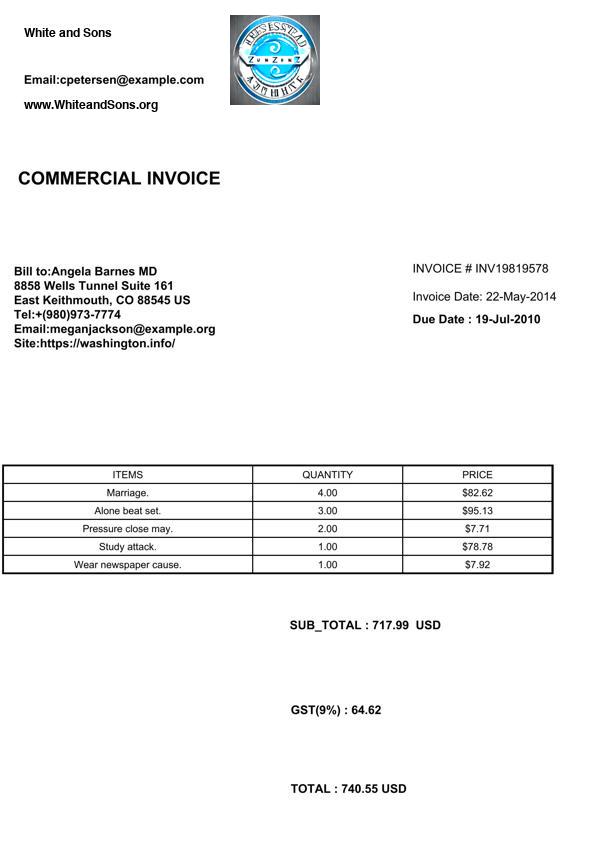 White and Sons
Email:cpetersen@example.com
www.WhiteandSons.org
COMMERCIAL INVOICE
Bill to:Angela Barnes MD
8858 Wells Tunnel Suite 161
East Keithmouth, CO 88545 US
Tel:+(980)973-7774
Email:meganjackson@example.org
Site:https://washington.info/
INVOICE # INV19819578
Invoice Date: 22-May-2014
Due Date : 19-Jul-2010
ITEMS QUANTITY PRICE
Marriage. 4.00 $82.62
Alone beat set. 3.00 $95.13
Pressure close may. 2.00 $7.71
Study attack. 1.00 $78.78
Wear newspaper cause. 1.00 $7.92
SUB_TOTAL : 717.99 USD
GST(9%) : 64.62
TOTAL : 740.55 USD